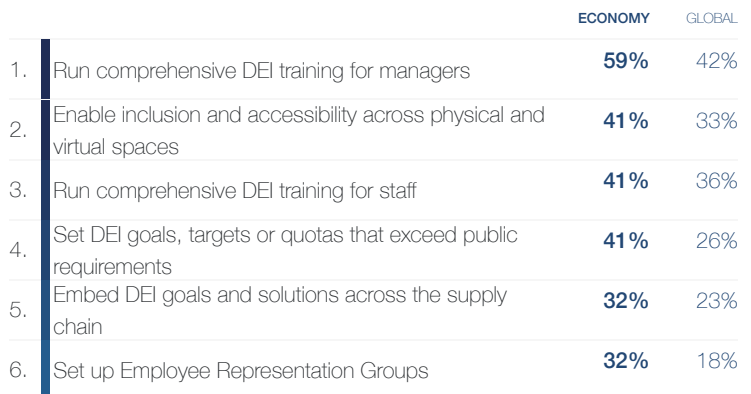 ECONOMY GLOBAL
1. Run comprehensive DEI training for managers 59% 42%
2. Enable inclusion and accessibility across physical and
virtual spaces 41% 33%
3. Run comprehensive DEI training for staff 41% 36%
4. Set DEI goals, targets or quotas that exceed public
requirements 41% 26%
5. Embed DEI goals and solutions across the supply
chain 32% 23%
6. Set up Employee Representation Groups 32% 18%